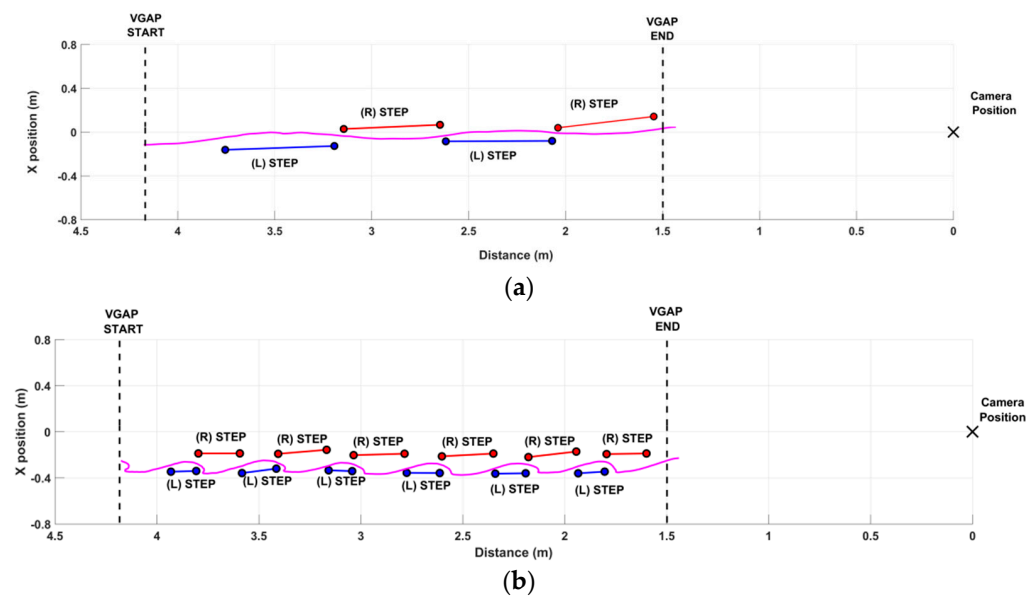 VGAP
START
VGAP
END
0.8
0.4
0
-0.4
-0.8
X position (m)
(R) STEP
(R) STEP
(L) STEP
(L) STEP
Camera
Position
4.5 4 3.5 3 2.5 2 1.5 1 0.5 0
Distance (m)
(a)
VGAP
START
VGAP
END
0.8
0.4
0
-0.4
-0.8
X position (m)
Camera
Position
(R) STEP (R) STEP (R) STEP (R) STEP (R) STEP (R) STEP
(L) STEP (L) STEP (L) STEP (L) STEP (L) STEP (L) STEP
4.5 4 3.5 3 2.5 2 1.5 1 0.5 0
Distance (m)
(b)